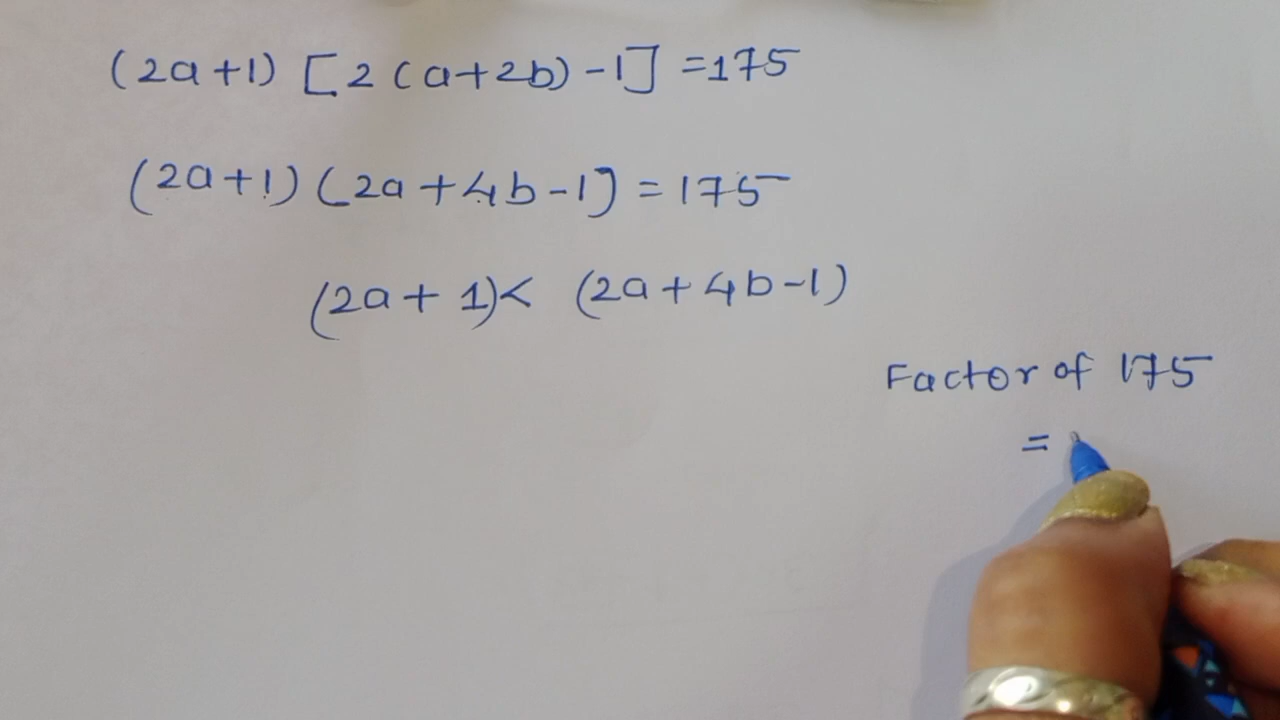 (2a+1) [2(a+2b)-1] =175
(2a+1)(2a+4b-1) = 175
(2a+1)< (2a+4b-1)
Factor of 175
=